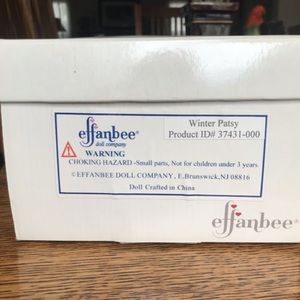 effanbee®
doll company
Winter Patsy
Product ID# 37431-000
WARNING
CHOKING HAZARD -Small parts, Not for children under 3 years
©EFFANBEE DOLL COMPANY, E.Brunswick,NJ 08816
Doll Crafted in China
effanbee®